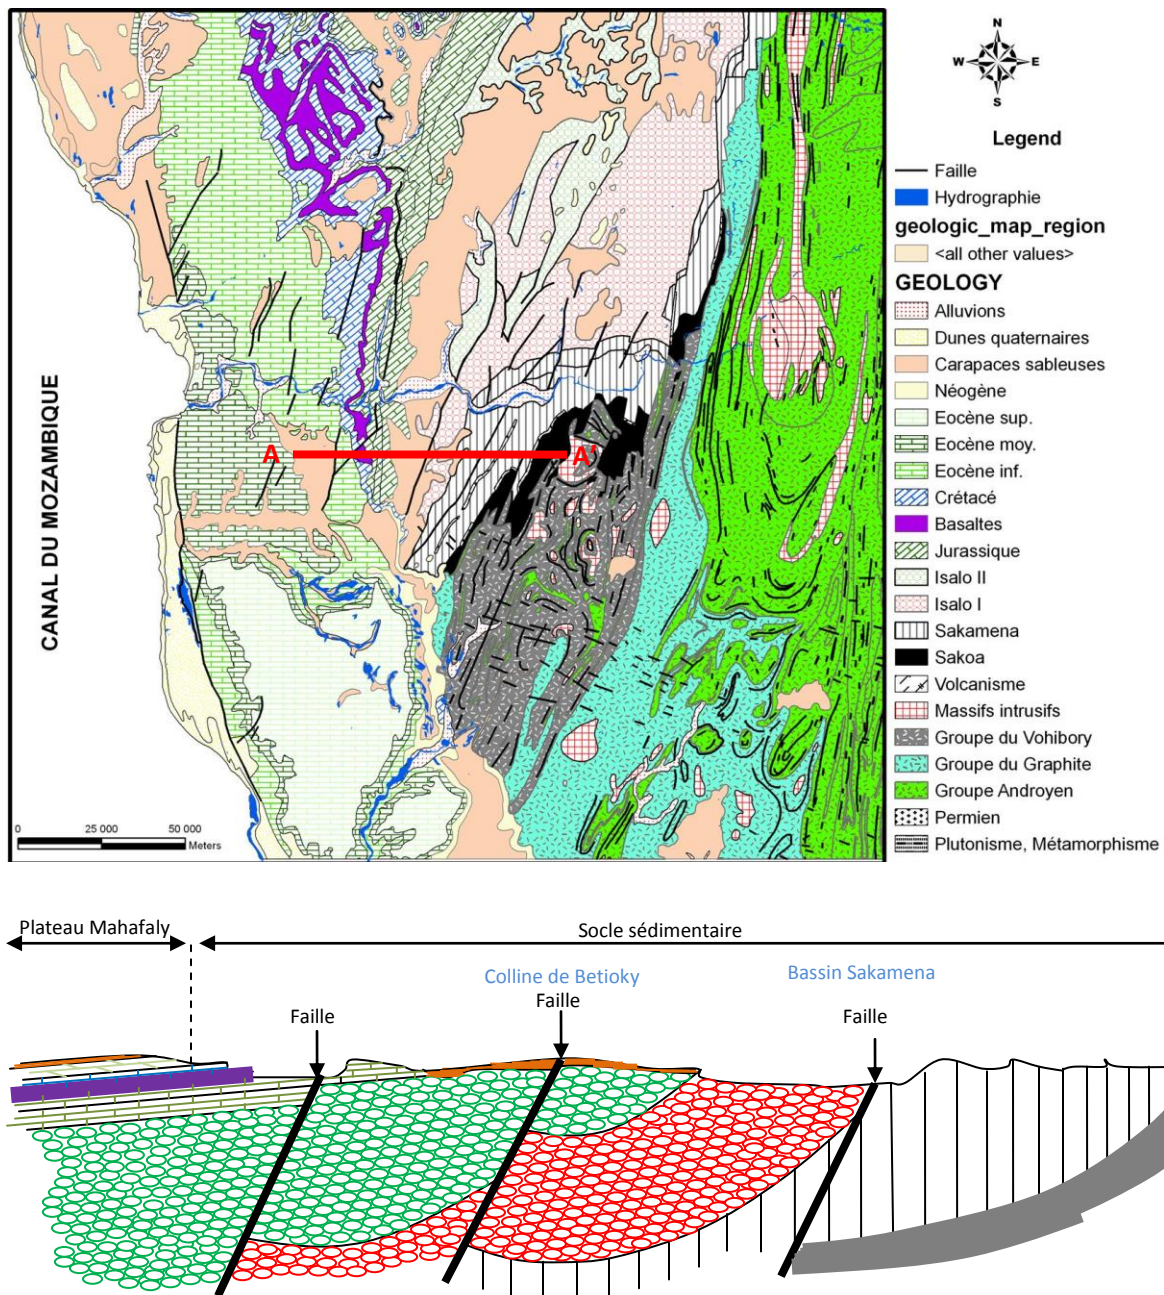 N
W E
S
CANAL DU MOZAMBIQUE
A A'
0 25 000 50 000
Meters
Legend
Faille
Hydrographie
geologic_map_region
<all other values>
GEOLOGY
Alluvions
Dunes quaternaires
Carapaces sableuses
Néogène
Eocène sup.
Eocène moy.
Eocène inf.
Crétacé
Basaltes
Jurassique
Isalo II
Isalo I
Sakamena
Sakoa
Volcanisme
Massifs intrusifs
Groupe du Vohibory
Groupe du Graphite
Groupe Androyen
Permien
Plutonisme, Métamorphisme
Plateau Mahafaly
Socle sédimentaire
Colline de Betioky
Bassin Sakamena
Faille
Faille
Faille